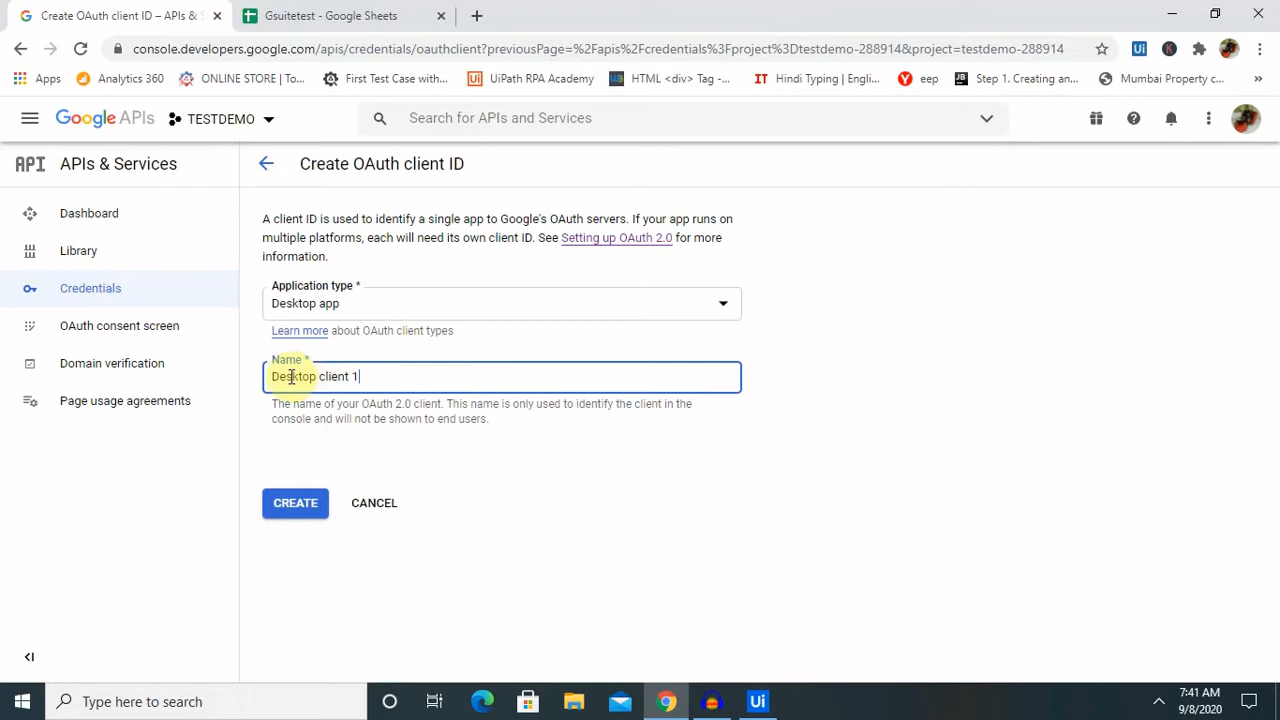 Create OAuth client ID – APIs & S
Gsuitetest - Google Sheets
console.developers.google.com/apis/credentials/oauthclient?previousPage=%2Fapis%2Fcredentials%3Fproject%3Dtestdemo-288914&project=testdemo-288914
Apps
Analytics 360
ONLINE STORE | To...
First Test Case with...
UiPath RPA Academy
HTML <div> Tag -...
Hindi Typing | Engli...
eep
Step 1. Creating an...
Mumbai Property c...
Google APIs
TESTDEMO
Search for APIs and Services
API APIs & Services
Create OAuth client ID
Dashboard
Library
Credentials
OAuth consent screen
Domain verification
Page usage agreements
A client ID is used to identify a single app to Google's OAuth servers. If your app runs on
multiple platforms, each will need its own client ID. See Setting up OAuth 2.0 for more
information.
Application type *
Desktop app
Learn more about OAuth client types
Name *
Desktop client 1
The name of your OAuth 2.0 client. This name is only used to identify the client in the
console and will not be shown to end users.
CREATE
CANCEL
Type here to search
Ui
7:41 AM
9/8/2020